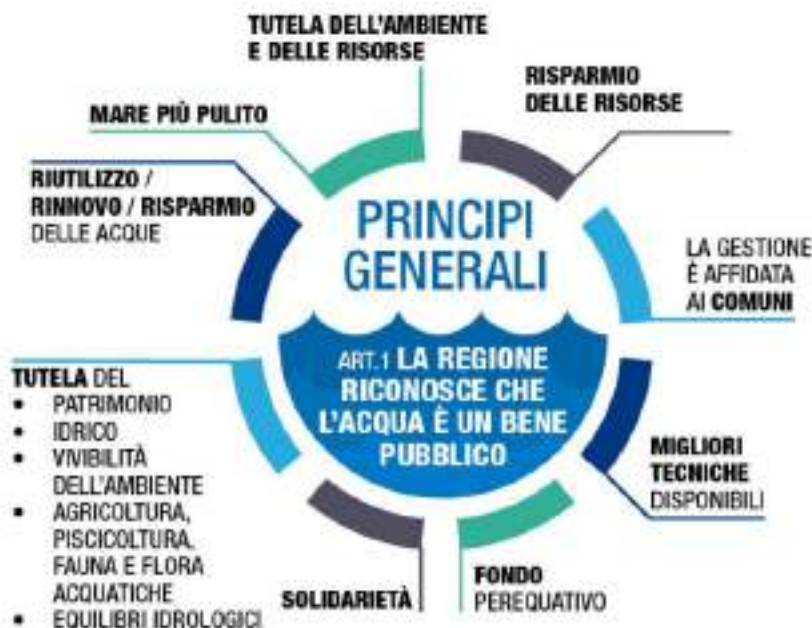 TUTELA DELL'AMBIENTE
E DELLE RISORSE
RISPARMIO
DELLE RISORSE
MARE PIÙ PULITO
RIUTILIZZO /
RINNOVO / RISPARMIO
DELLE ACQUE
PRINCIPI
GENERALI
LA GESTIONE
È AFFIDATA
AI COMUNI
ART.1 LA REGIONE
RICONOSCE CHE
L'ACQUA È UN BENE
PUBBLICO
TUTELA DEL
• PATRIMONIO
• IDRICO
• VIVIBILITÀ
DELL'AMBIENTE
• AGRICOLTURA,
PISCICOLTURA,
FAUNA E FLORA
ACQUATICHE
• EQUILIBRI IDROLOGICI
MIGLIORI
TECNICHE
DISPONIBILI
SOLIDARIETÀ
FONDO
PEREQUATIVO